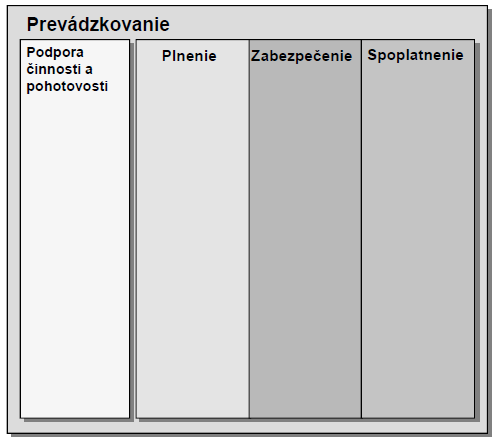 Prevádzkovanie
Podpora
činnosti a
pohotovosti
Plnenie
Zabezpečenie
Spoplatnenie